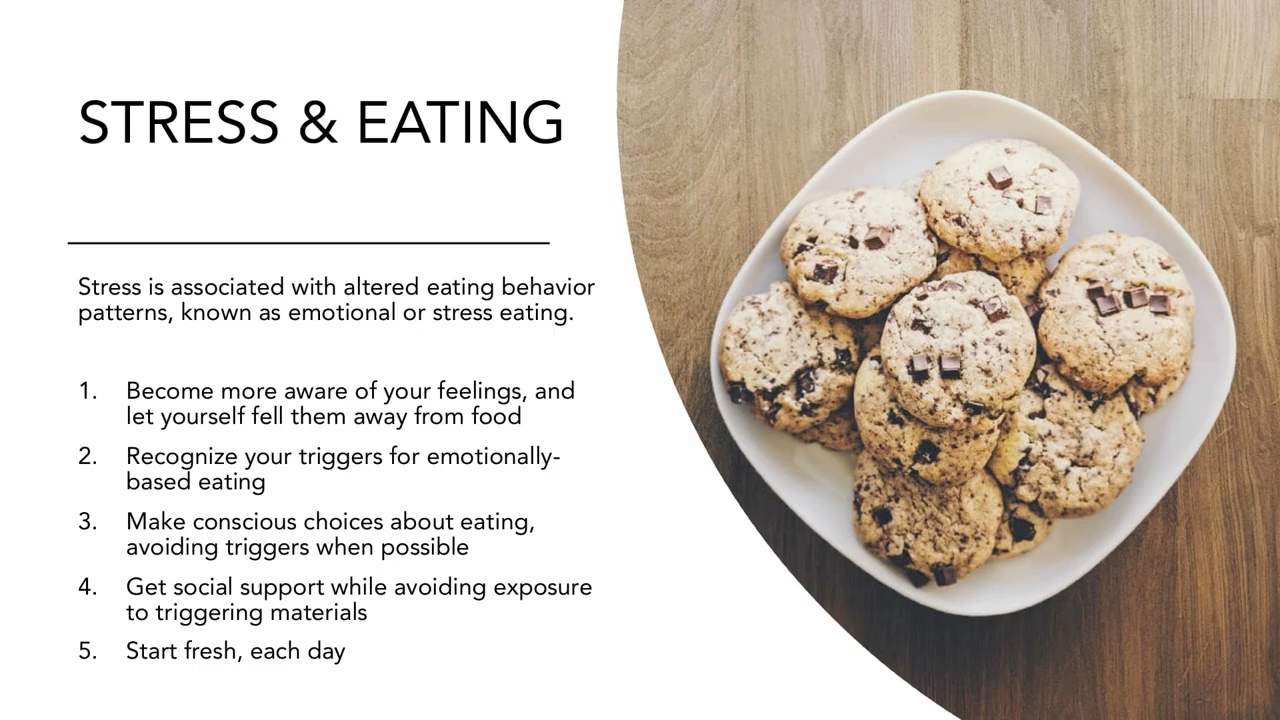 STRESS & EATING
Stress is associated with altered eating behavior
patterns, known as emotional or stress eating.
1. Become more aware of your feelings, and
let yourself fell them away from food
2. Recognize your triggers for emotionally-
based eating
3. Make conscious choices about eating,
avoiding triggers when possible
4. Get social support while avoiding exposure
to triggering materials
5. Start fresh, each day